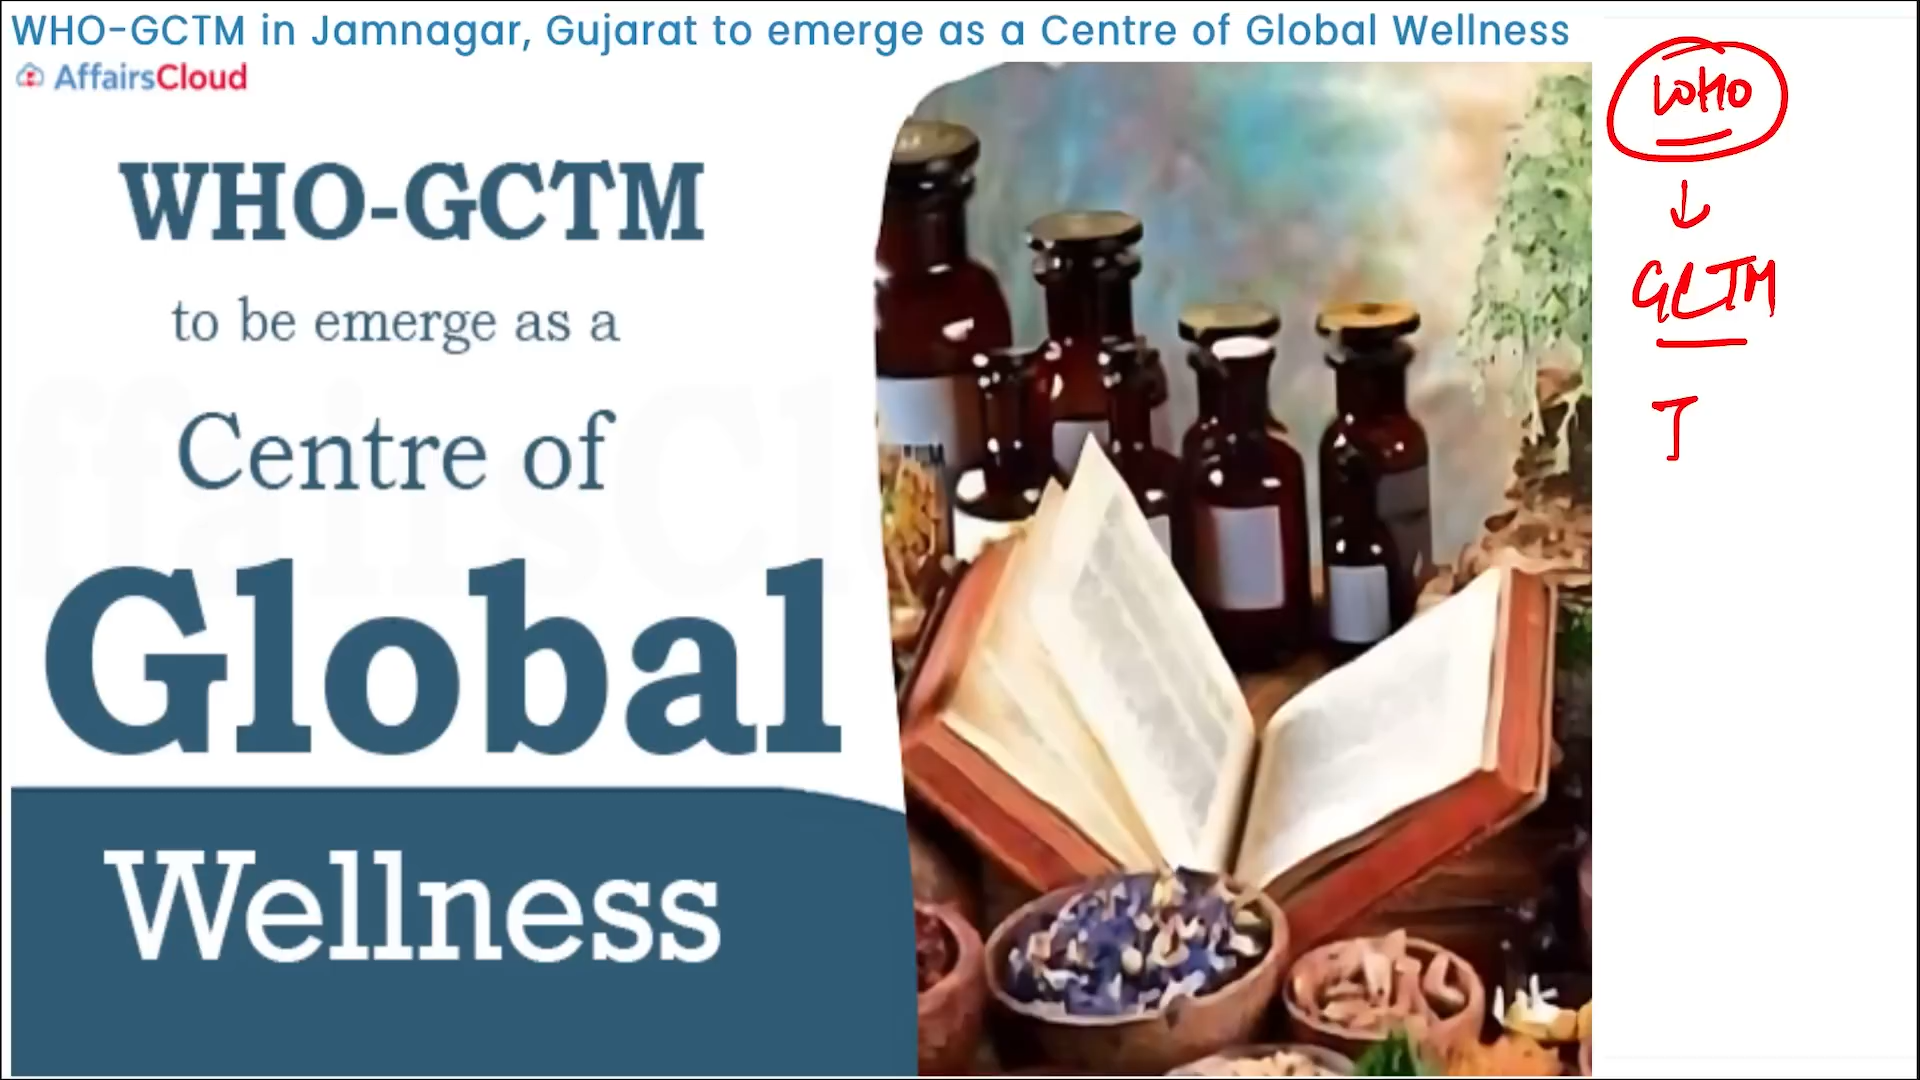 WHO-GCTM in Jamnagar, Gujarat to emerge as a Centre of Global Wellness
AffairsCloud
WHO-GCTM
to be emerge as a
Centre of
Global
Wellness
WHO
GCTM
T